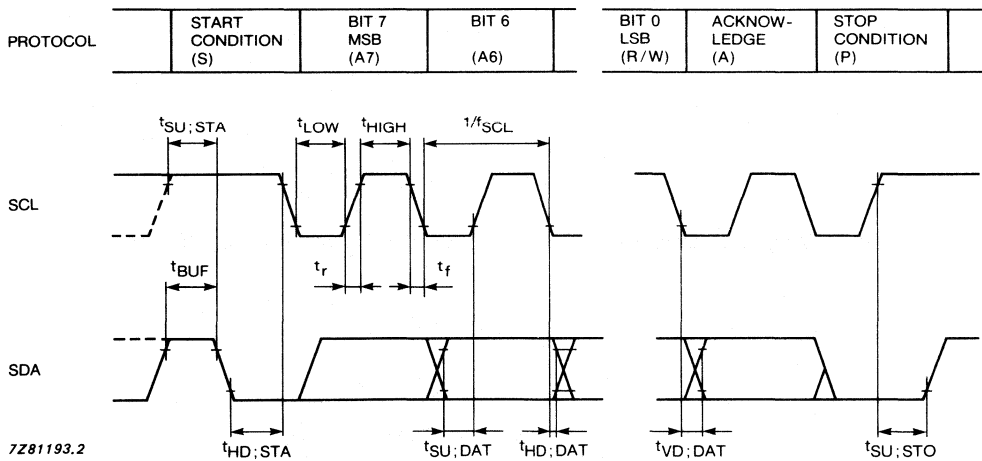 PROTOCOL
START
CONDITION
(S)
BIT 7
MSB
(A7)
BIT 6
(A6)
BIT 0
LSB
(R/W)
ACKNOW-
LEDGE
(A)
STOP
CONDITION
(P)
tSU;STA
tLOW
tHIGH
1/fSCL
SCL
tBUF
tr
tf
SDA
tHD;STA
tSU;DAT
tHD;DAT
tVD;DAT
tSU;STO
7Z81193.2